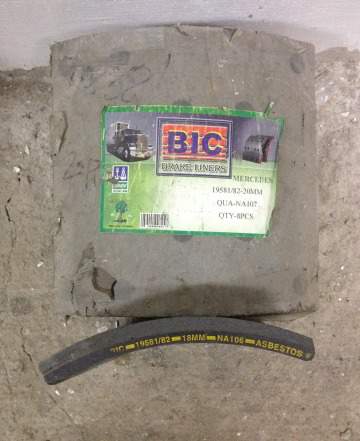 BIC
BRAKE LINERS
MERCEDES
19581/82-20MM
QUA-NA107
QTY-8PCS
BIC—19581/82—18MM—NA106—ASBESTOS